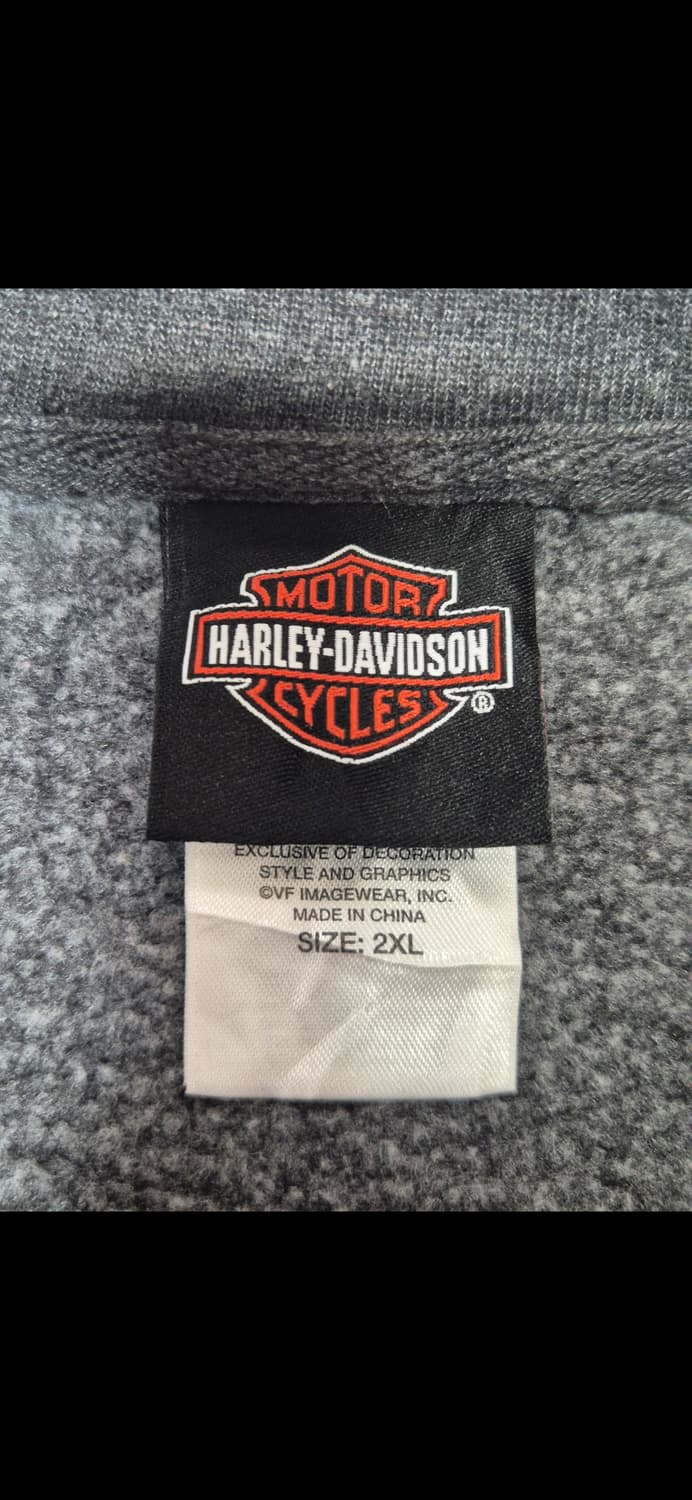 MOTOR
HARLEY-DAVIDSON
CYCLES
®
EXCLUSIVE OF DECORATION
STYLE AND GRAPHICS
©VF IMAGEWEAR, INC.
MADE IN CHINA
SIZE: 2XL